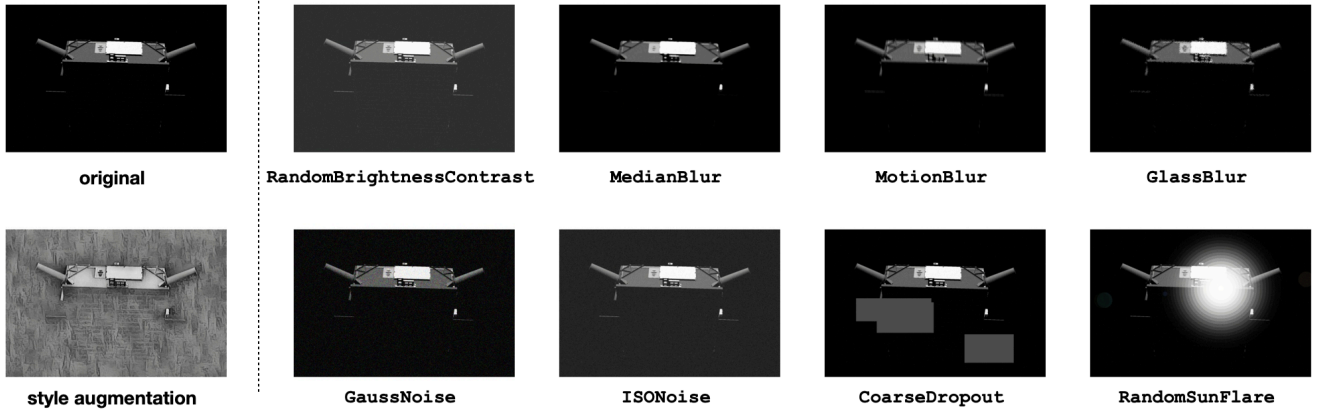 original
RandomBrightnessContrast
MedianBlur
MotionBlur
GlassBlur
style augmentation
GaussNoise
ISONoise
CoarseDropout
RandomSunFlare